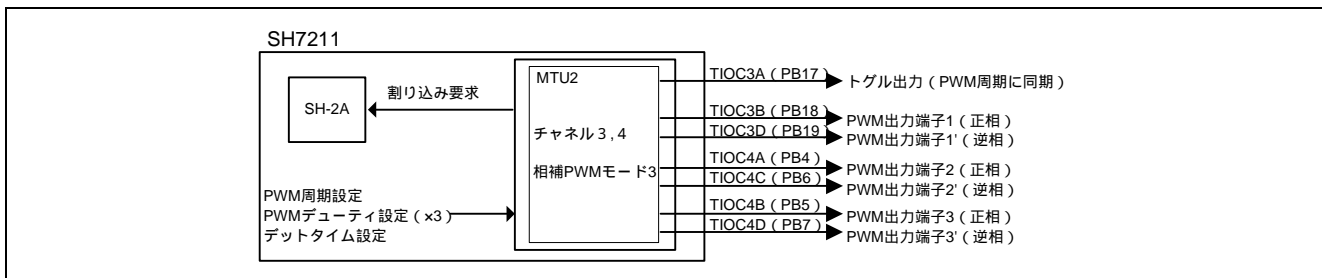 SH7211
SH-2A
割り込み要求
MTU2
チャネル３,４
相補PWMモード3
PWM周期設定
PWMデューティ設定（×3）
デットタイム設定
TIOC3A（PB17）
トグル出力（PWM周期に同期）
TIOC3B（PB18）
PWM出力端子1（正相）
TIOC3D（PB19）
PWM出力端子1'（逆相）
TIOC4A（PB4）
PWM出力端子2（正相）
TIOC4C（PB6）
PWM出力端子2'（逆相）
TIOC4B（PB5）
PWM出力端子3（正相）
TIOC4D（PB7）
PWM出力端子3'（逆相）